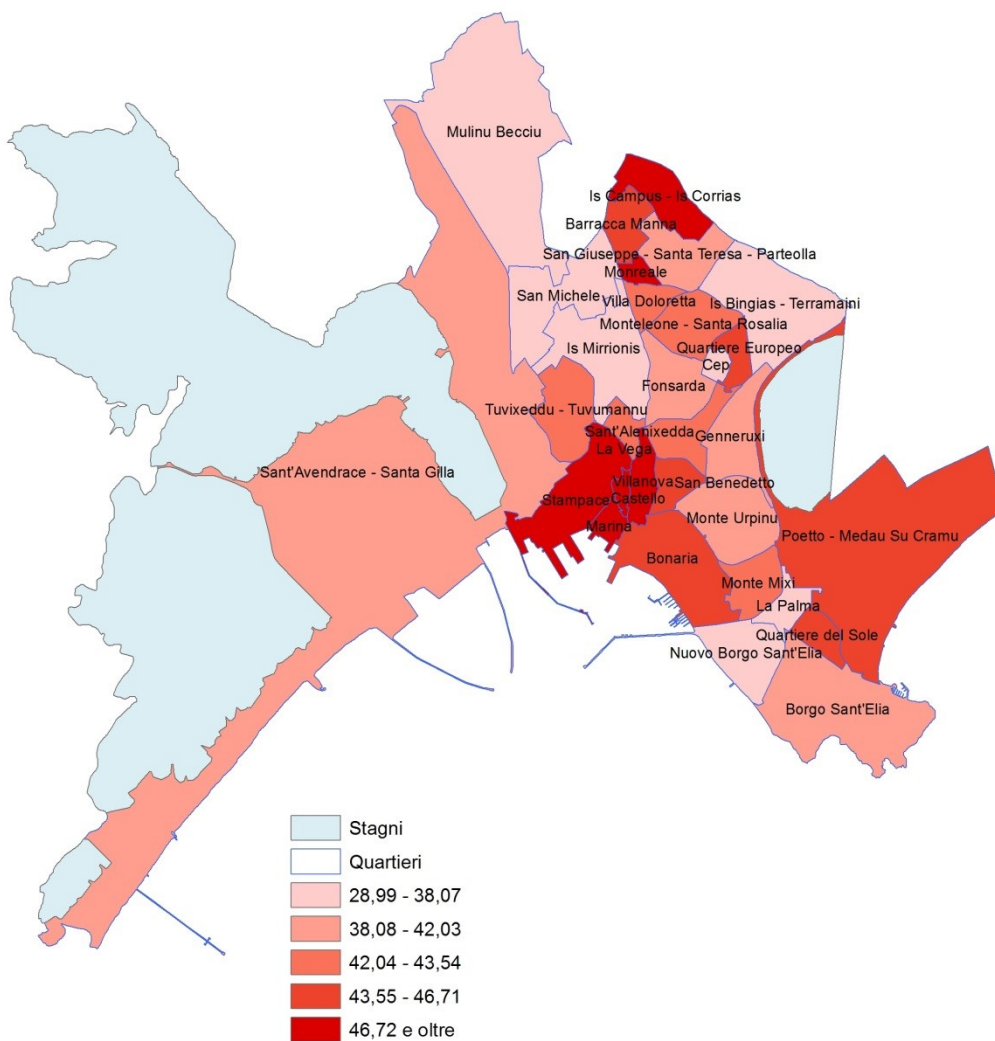 Mulinu Becciu
Is Campus - Is Corrias
Barracca Manna
San Giuseppe - Santa Teresa - Parteolla
Monreale
San Michele
Villa Doloretta
Is Bingias - Terramaini
Monteleone - Santa Rosalia
Is Mirrionis
Quartiere Europeo
Cep
Fonsarda
Tuvixeddu - Tuvumannu
Sant'Alenixedda
Genneruxi
La Vega
Sant'Avendrace - Santa Gilla
Villanova
San Benedetto
Stampace
Castello
Marina
Monte Urpinu
Poetto - Medau Su Cramu
Bonaria
Monte Mixi
La Palma
Quartiere del Sole
Nuovo Borgo Sant'Elia
Borgo Sant'Elia
Stagni
Quartieri
28,99 - 38,07
38,08 - 42,03
42,04 - 43,54
43,55 - 46,71
46,72 e oltre